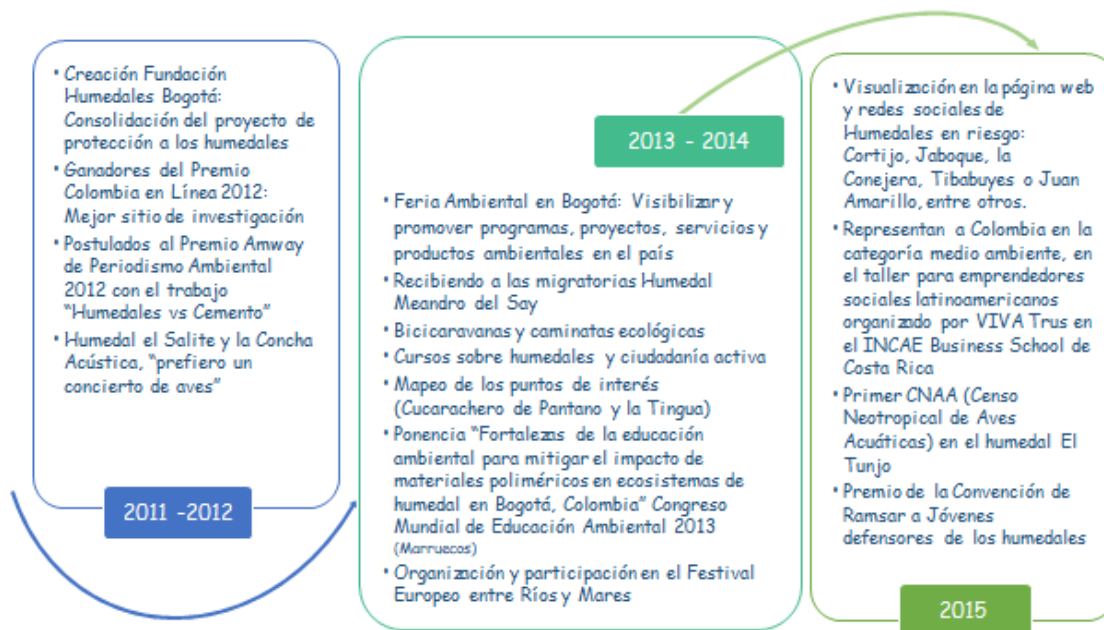 • Creación Fundación
Humedales Bogotá:
Consolidación del proyecto de
protección a los humedales
• Ganadores del Premio
Colombia en Línea 2012:
Mejor sitio de investigación
• Postulados al Premio Amway
de Periodismo Ambiental
2012 con el trabajo
“Humedales vs Cemento”
• Humedal el Salite y la Concha
Acústica, “prefiero un
concierto de aves”
2011 -2012
2013 - 2014
• Feria Ambiental en Bogotá: Visibilizar y
promover programas, proyectos, servicios y
productos ambientales en el país
• Recibiendo a las migratorias Humedal
Meandro del Say
• Bicicaravanas y caminatas ecológicas
• Cursos sobre humedales y ciudadanía activa
• Mapeo de los puntos de interés
(Cucarachero de Pantano y la Tingua)
• Ponencia “Fortalezas de la educación
ambiental para mitigar el impacto de
materiales poliméricos en ecosistemas de
humedal en Bogotá, Colombia” Congreso
Mundial de Educación Ambiental 2013
(Marruecos)
• Organización y participación en el Festival
Europeo entre Ríos y Mares
• Visualización en la página web
y redes sociales de
Humedales en riesgo:
Cortijo, Jaboque, la
Conejera, Tibabuyes o Juan
Amarillo, entre otros.
• Representan a Colombia en la
categoría medio ambiente, en
el taller para emprendedores
sociales latinoamericanos
organizado por VIVA Trus en
el INCAE Business School de
Costa Rica
• Primer CNAA (Censo
Neotropical de Aves
Acuáticas) en el humedal El
Tunjo
• Premio de la Convención de
Ramsar a Jóvenes
defensores de los humedales
2015